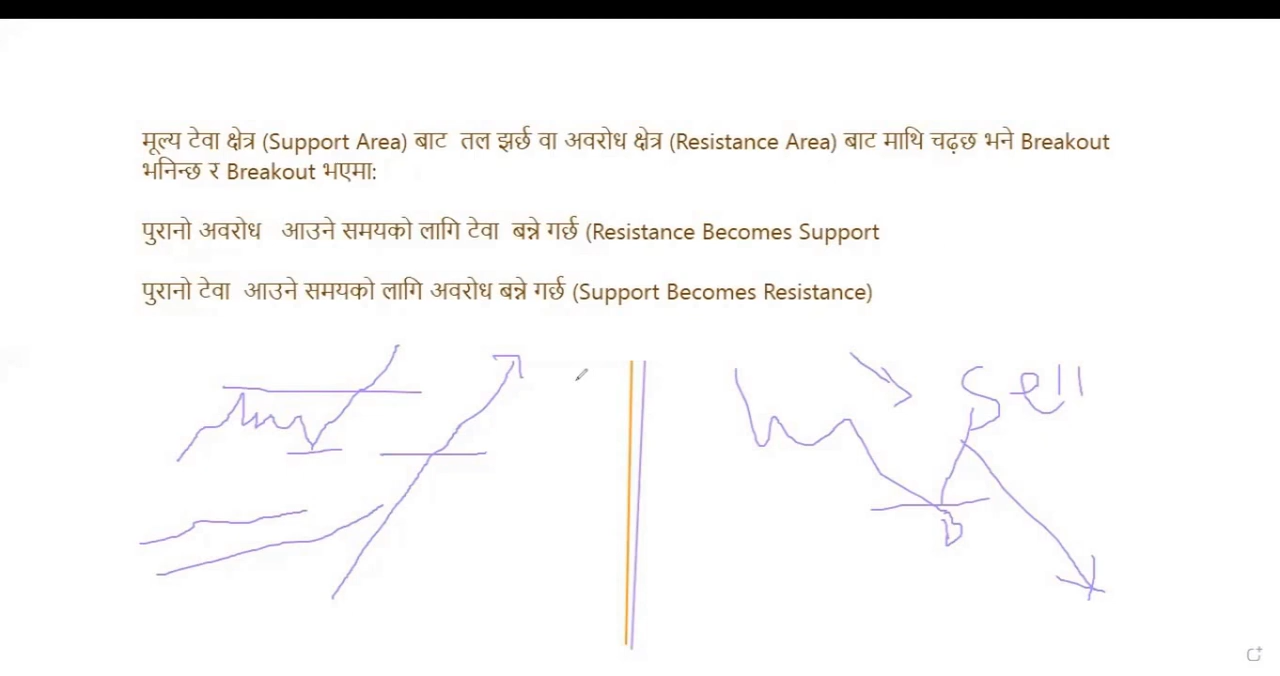 मूल्य टेवा क्षेत्र (Support Area) बाट तल झर्छ वा अवरोध क्षेत्र (Resistance Area) बाट माथि चढ्छ भने Breakout
भनिन्छ र Breakout भएमा:
पुरानो अवरोध आउने समयको लागि टेवा बन्ने गर्छ (Resistance Becomes Support
पुरानो टेवा आउने समयको लागि अवरोध बन्ने गर्छ (Support Becomes Resistance)
Sell
B